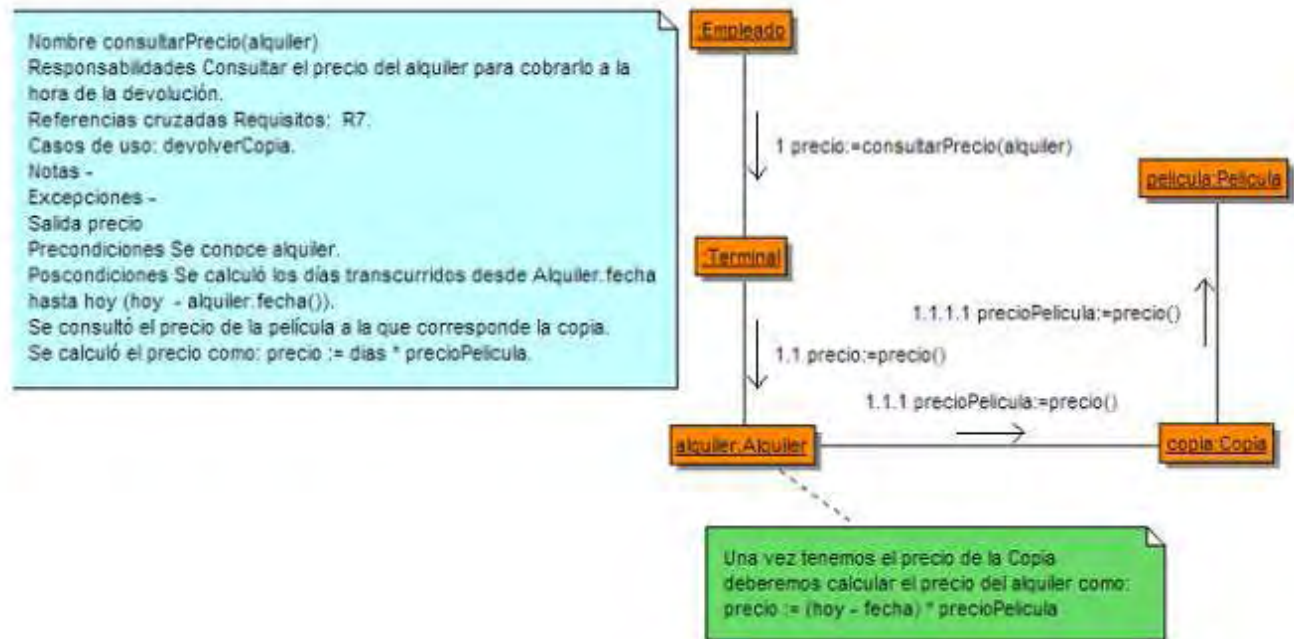 Nombre consultarPrecio(alquiler)
Responsabilidades Consultar el precio del alquiler para cobrarlo a la
hora de la devolución.
Referencias cruzadas Requisitos: R7.
Casos de uso: devolverCopia.
Notas -
Excepciones -
Salida precio
Precondiciones Se conoce alquiler.
Poscondiciones Se calculó los días transcurridos desde Alquiler.fecha
hasta hoy (hoy - alquiler.fecha()).
Se consultó el precio de la película a la que corresponde la copia.
Se calculó el precio como: precio := dias * precioPelicula.
:Empleado
1 precio:=consultarPrecio(alquiler)
pelicula:Pelicula
:Terminal
1.1.1.1 precioPelicula:=precio()
1.1 precio:=precio()
1.1.1 precioPelicula:=precio()
alquiler:Alquiler
copia:Copia
Una vez tenemos el precio de la Copia
deberemos calcular el precio del alquiler como:
precio := (hoy - fecha) * precioPelicula